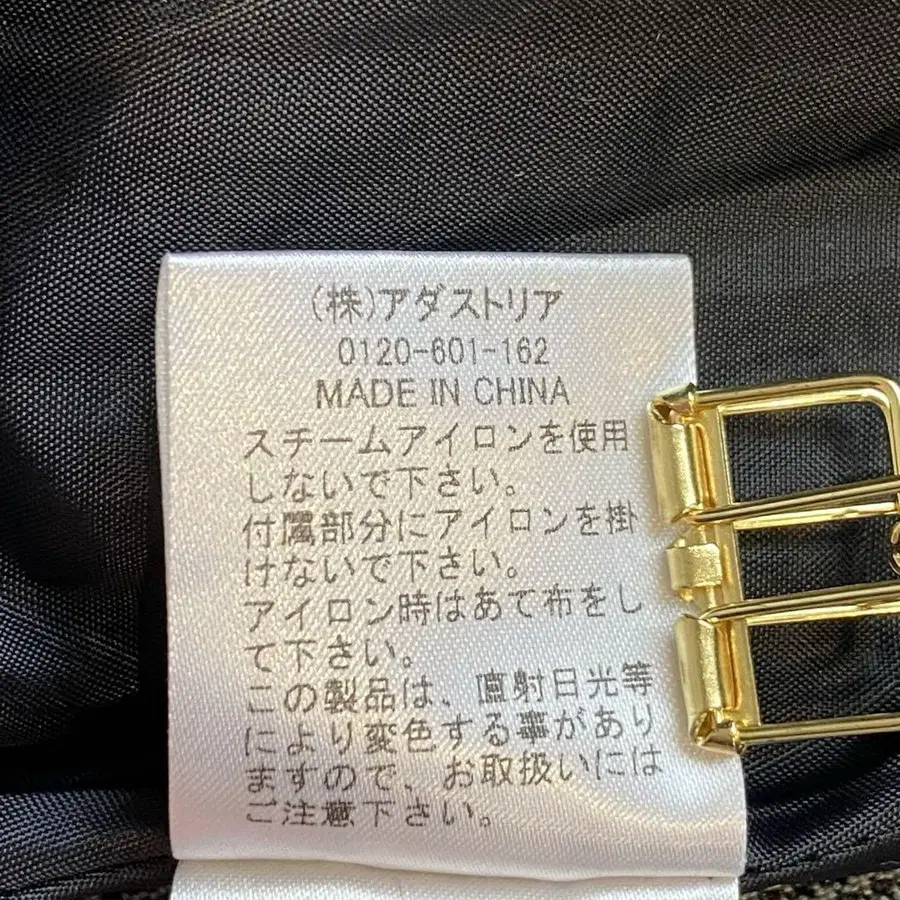 (株)アダストリア
0120-601-162
MADE IN CHINA
スチームアイロンを使用
しないで下さい。
付属部分にアイロンを掛
けないで下さい。
アイロン時はあて布をし
て下さい。
この製品は、直射日光等
により変色する事があり
ますので、お取扱いには
ご注意下さい。